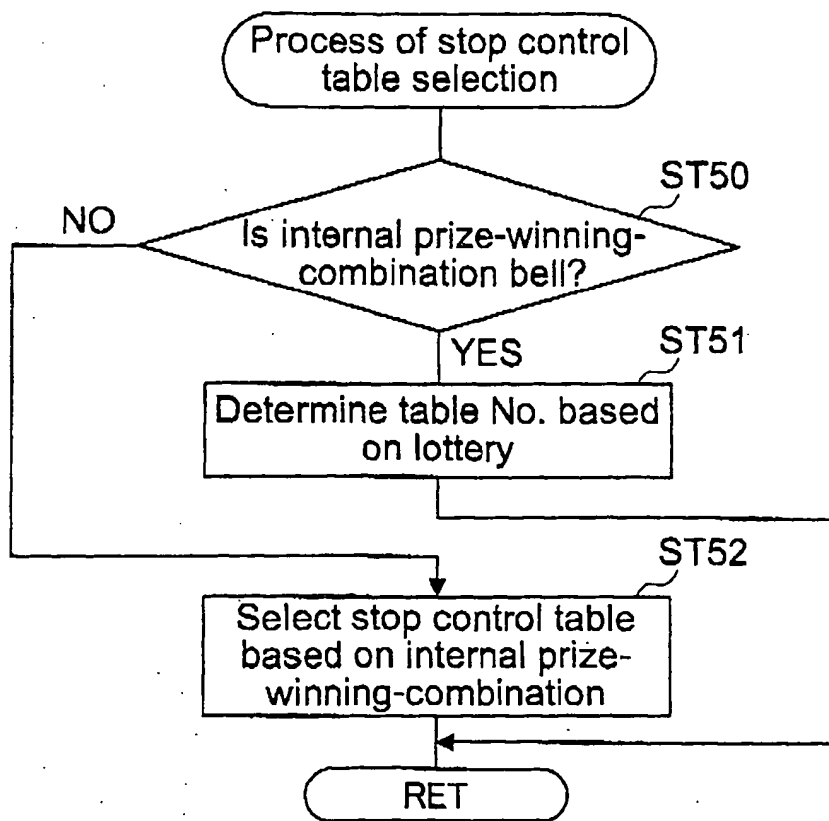 Process of stop control
table selection
ST50
NO
Is internal prize-winning-
combination bell?
YES
ST51
Determine table No. based
on lottery
ST52
Select stop control table
based on internal prize-
winning-combination
RET